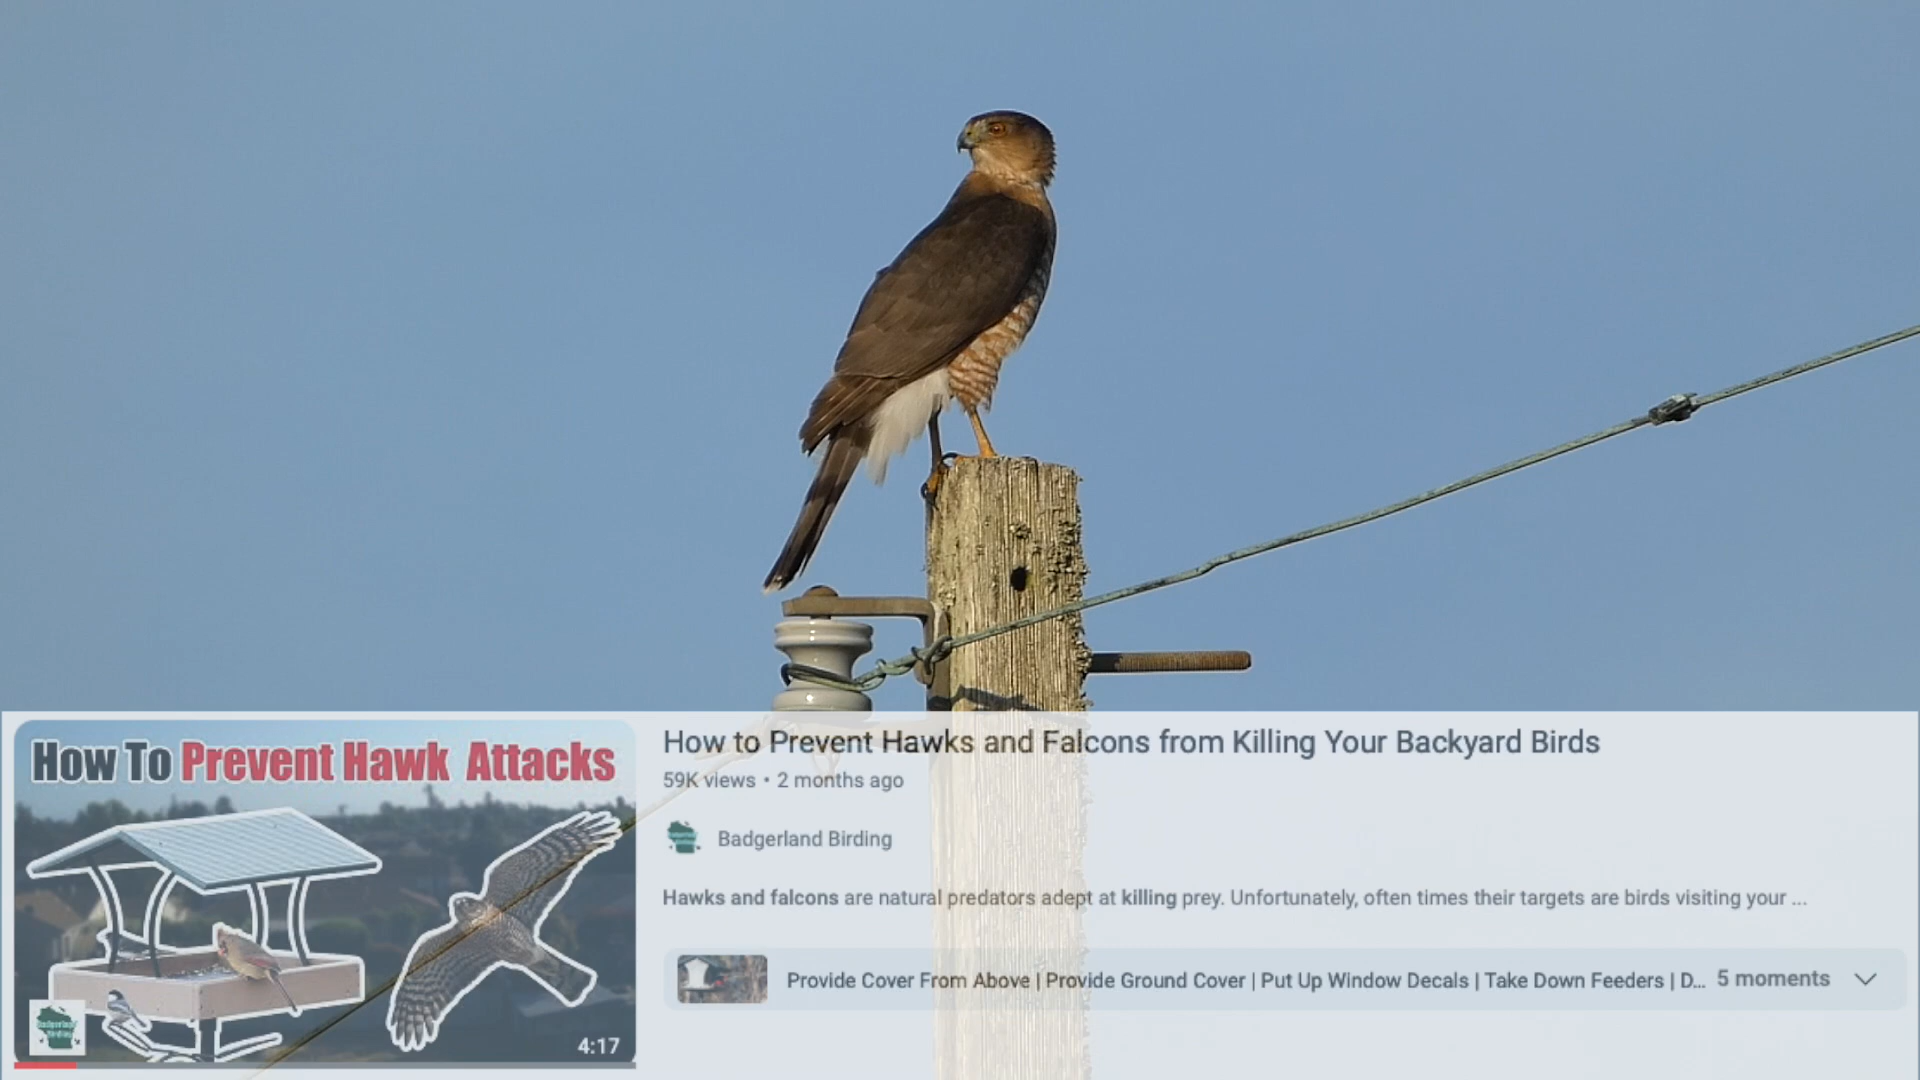 How To Prevent Hawk Attacks
4:17
How to Prevent Hawks and Falcons from Killing Your Backyard Birds
59K views • 2 months ago
Badgerland Birding
Hawks and falcons are natural predators adept at killing prey. Unfortunately, often times their targets are birds visiting your ...
Provide Cover From Above | Provide Ground Cover | Put Up Window Decals | Take Down Feeders | D... 5 moments
Badgerland
Birding